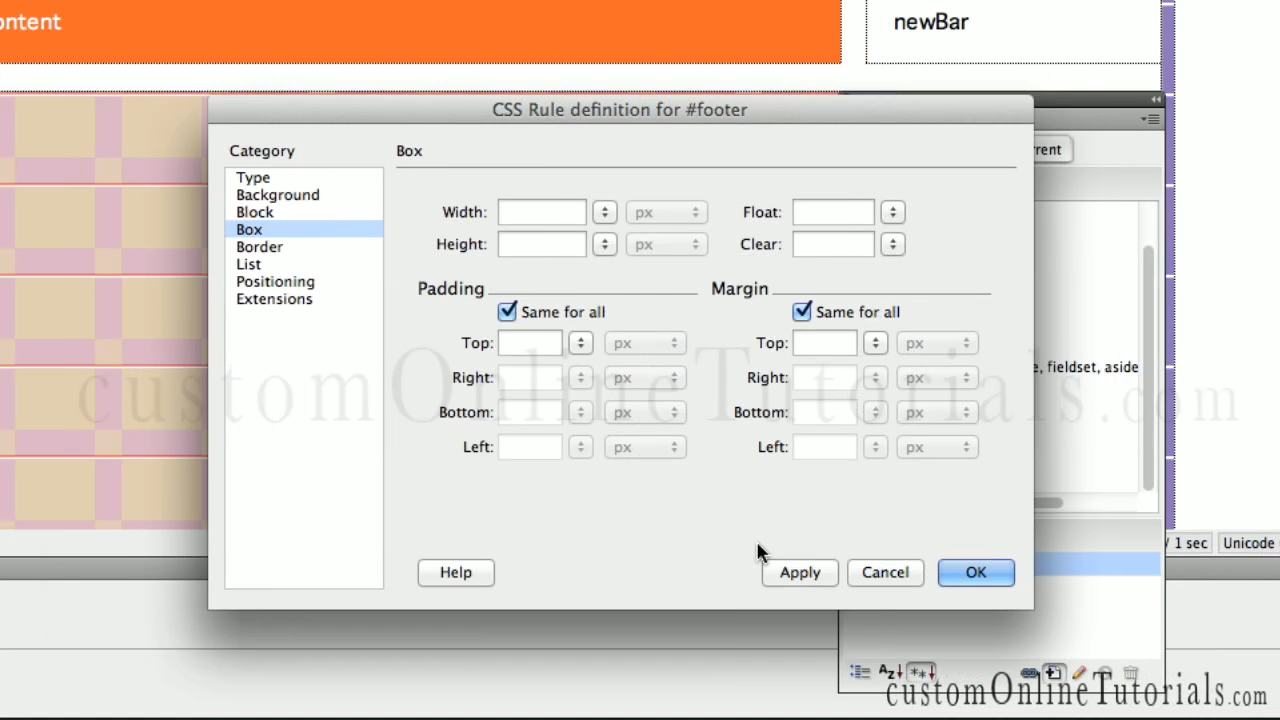 ontent
newBar
CSS Rule definition for #footer
Category
Box
rrent
Type
Background
Block
Box
Border
List
Positioning
Extensions
Width:
px
Float:
Height:
px
Clear:
Padding
Margin
Same for all
Same for all
Top:
px
Top:
px
e, fieldset, aside
Right:
px
Right:
px
customOnlineTutorials.com
Bottom:
px
Bottom:
px
Left:
px
Left:
px
/ 1 sec
Unicode
Help
Apply
Cancel
OK
AZ
customOnlineTutorials.com